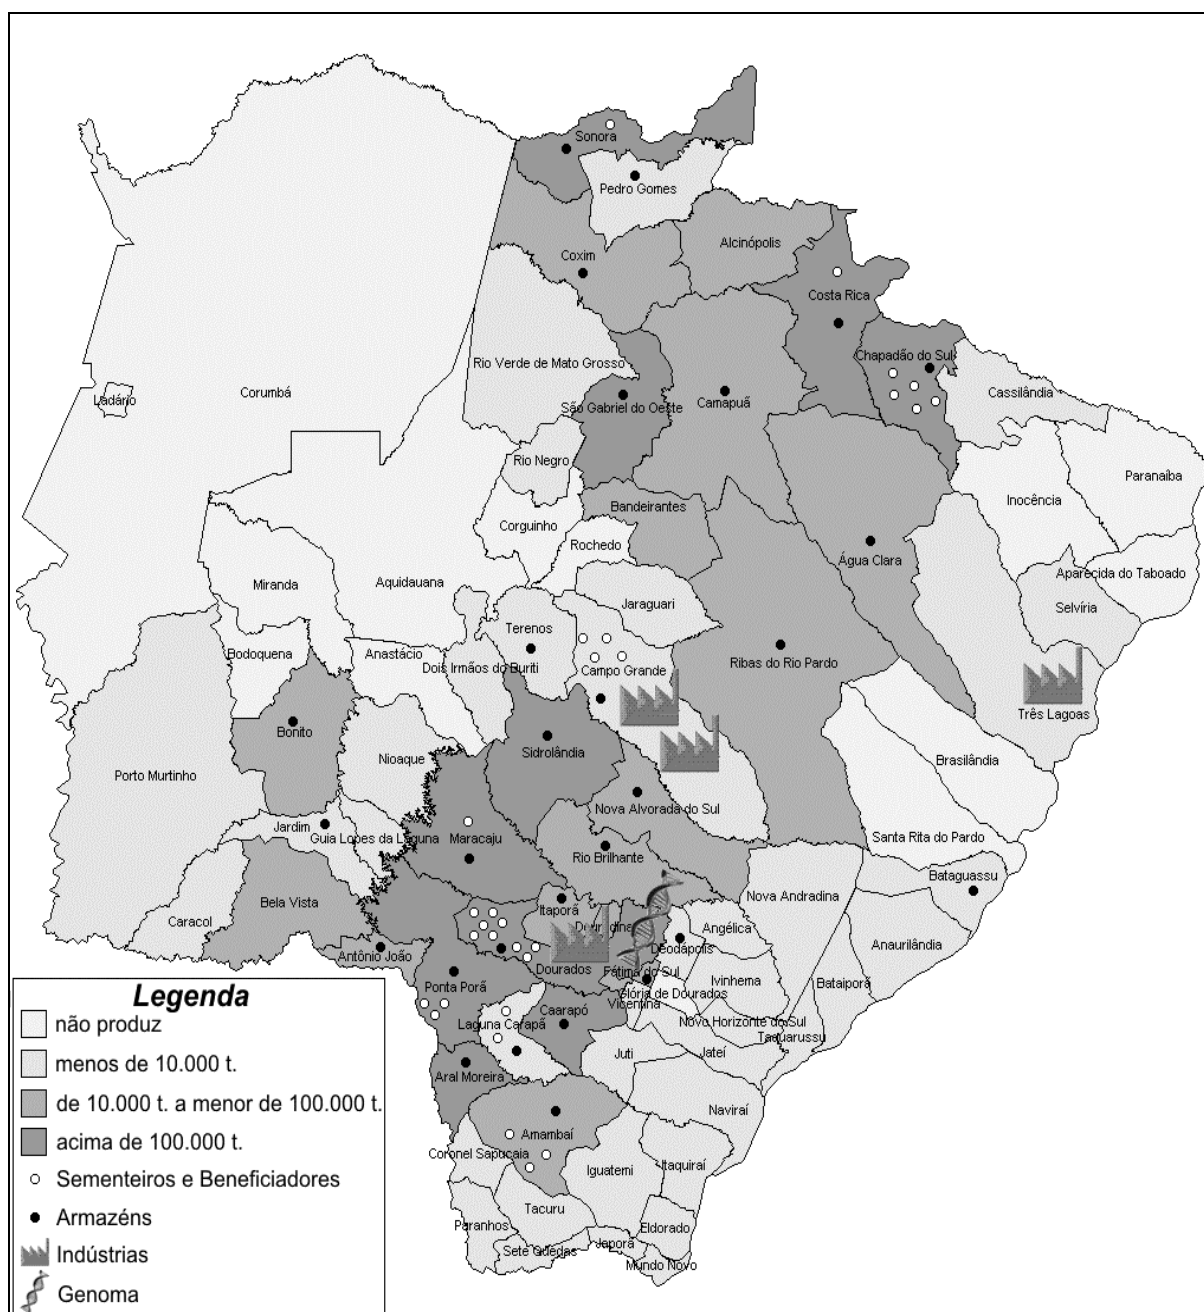 Sonora
Pedro Gomes
Alcinópolis
Coxim
Costa Rica
Chapadão do Sul
Rio Verde de Mato Grosso
Cassilândia
Corumbá
Ladário
São Gabriel do Oeste
Camapuã
Rio Negro
Paranaíba
Inocência
Bandeirantes
Corguinho
Rochedo
Água Clara
Aparecida do Taboado
Miranda
Aquidauana
Jaraguari
Selvíria
Terenos
Bodoquena
Anastácio
Dois Irmãos do Buriti
Campo Grande
Ribas do Rio Pardo
Três Lagoas
Bonito
Sidrolândia
Nioaque
Brasilândia
Porto Murtinho
Nova Alvorada do Sul
Jardim
Guia Lopes da Laguna
Maracaju
Santa Rita do Pardo
Rio Brilhante
Bataguassu
Nova Andradina
Bela Vista
Itaporã
Caracol
Douradina
Angélica
Anaurilândia
Antônio João
Deodápolis
Dourados
Fátima do Sul
Ponta Porã
Ivinhema
Bataiporã
Glória de Dourados
Vicentina
Caarapó
Laguna Carapã
Novo Horizonte do Sul
Taquarussu
Juti
Jateí
Aral Moreira
Naviraí
Amambaí
Coronel Sapucaia
Iguatemi
Itaquiraí
Tacuru
Paranhos
Eldorado
Japorã
Sete Quedas
Mundo Novo
Legenda
não produz
menos de 10.000 t.
de 10.000 t. a menor de 100.000 t.
acima de 100.000 t.
Sementeiros e Beneficiadores
Armazéns
Indústrias
Genoma